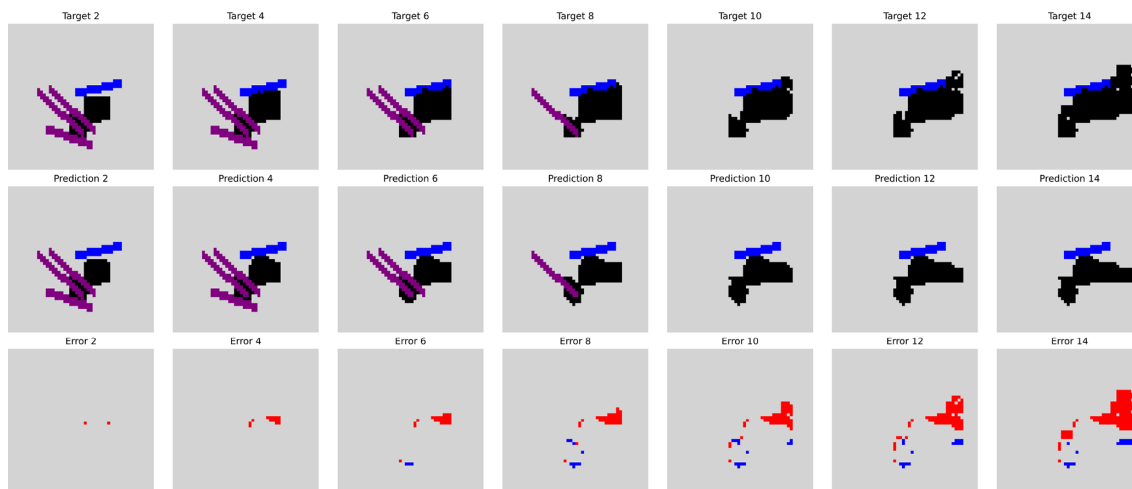 Target 2 Target 4 Target 6 Target 8 Target 10 Target 12 Target 14
Prediction 2 Prediction 4 Prediction 6 Prediction 8 Prediction 10 Prediction 12 Prediction 14
Error 2 Error 4 Error 6 Error 8 Error 10 Error 12 Error 14